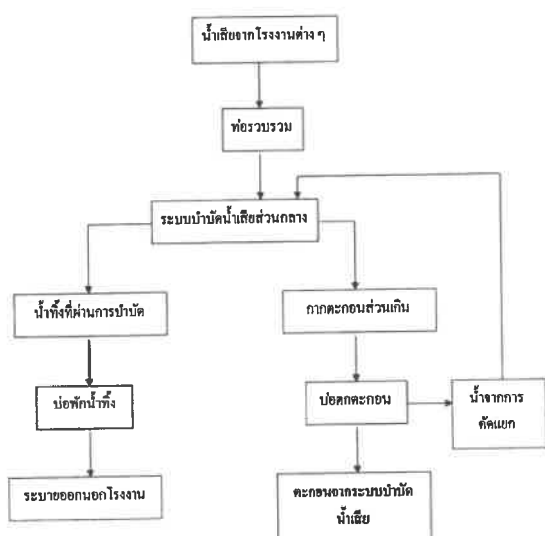 น้ำเสียจากโรงงานต่าง ๆ
ท่อรวบรวม
ระบบบำบัดน้ำเสียส่วนกลาง
น้ำทิ้งที่ผ่านการบำบัด
กากตะกอนส่วนเกิน
บ่อพักน้ำทิ้ง
บ่อตกตะกอน
น้ำจากการ
คัดแยก
ระบายออกนอกโรงงาน
ตะกอนจากระบบบำบัด
น้ำเสีย